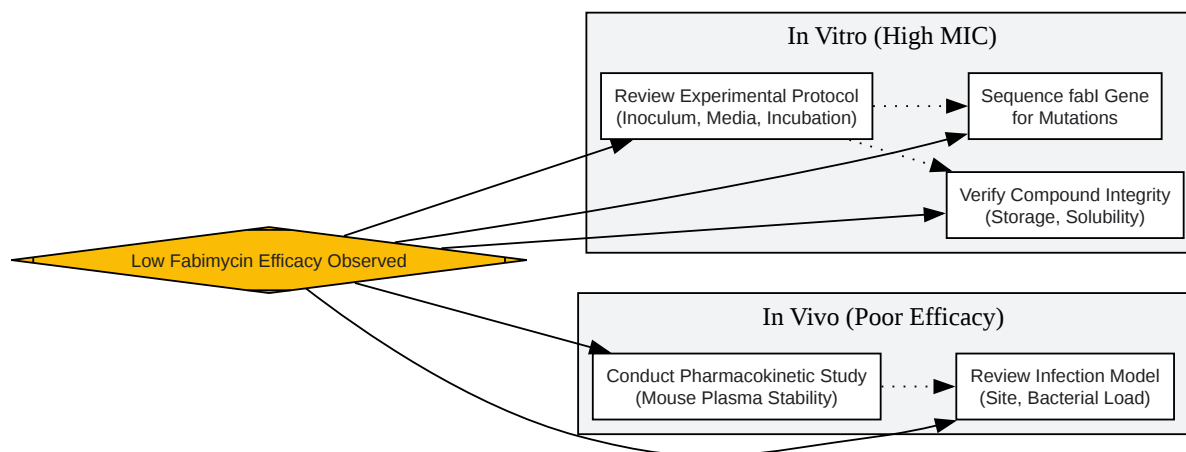 In Vitro (High MIC)
Review Experimental Protocol
(Inoculum, Media, Incubation)
Sequence fabI Gene
for Mutations
Verify Compound Integrity
(Storage, Solubility)
Low Fabimycin Efficacy Observed
In Vivo (Poor Efficacy)
Conduct Pharmacokinetic Study
(Mouse Plasma Stability)
Review Infection Model
(Site, Bacterial Load)